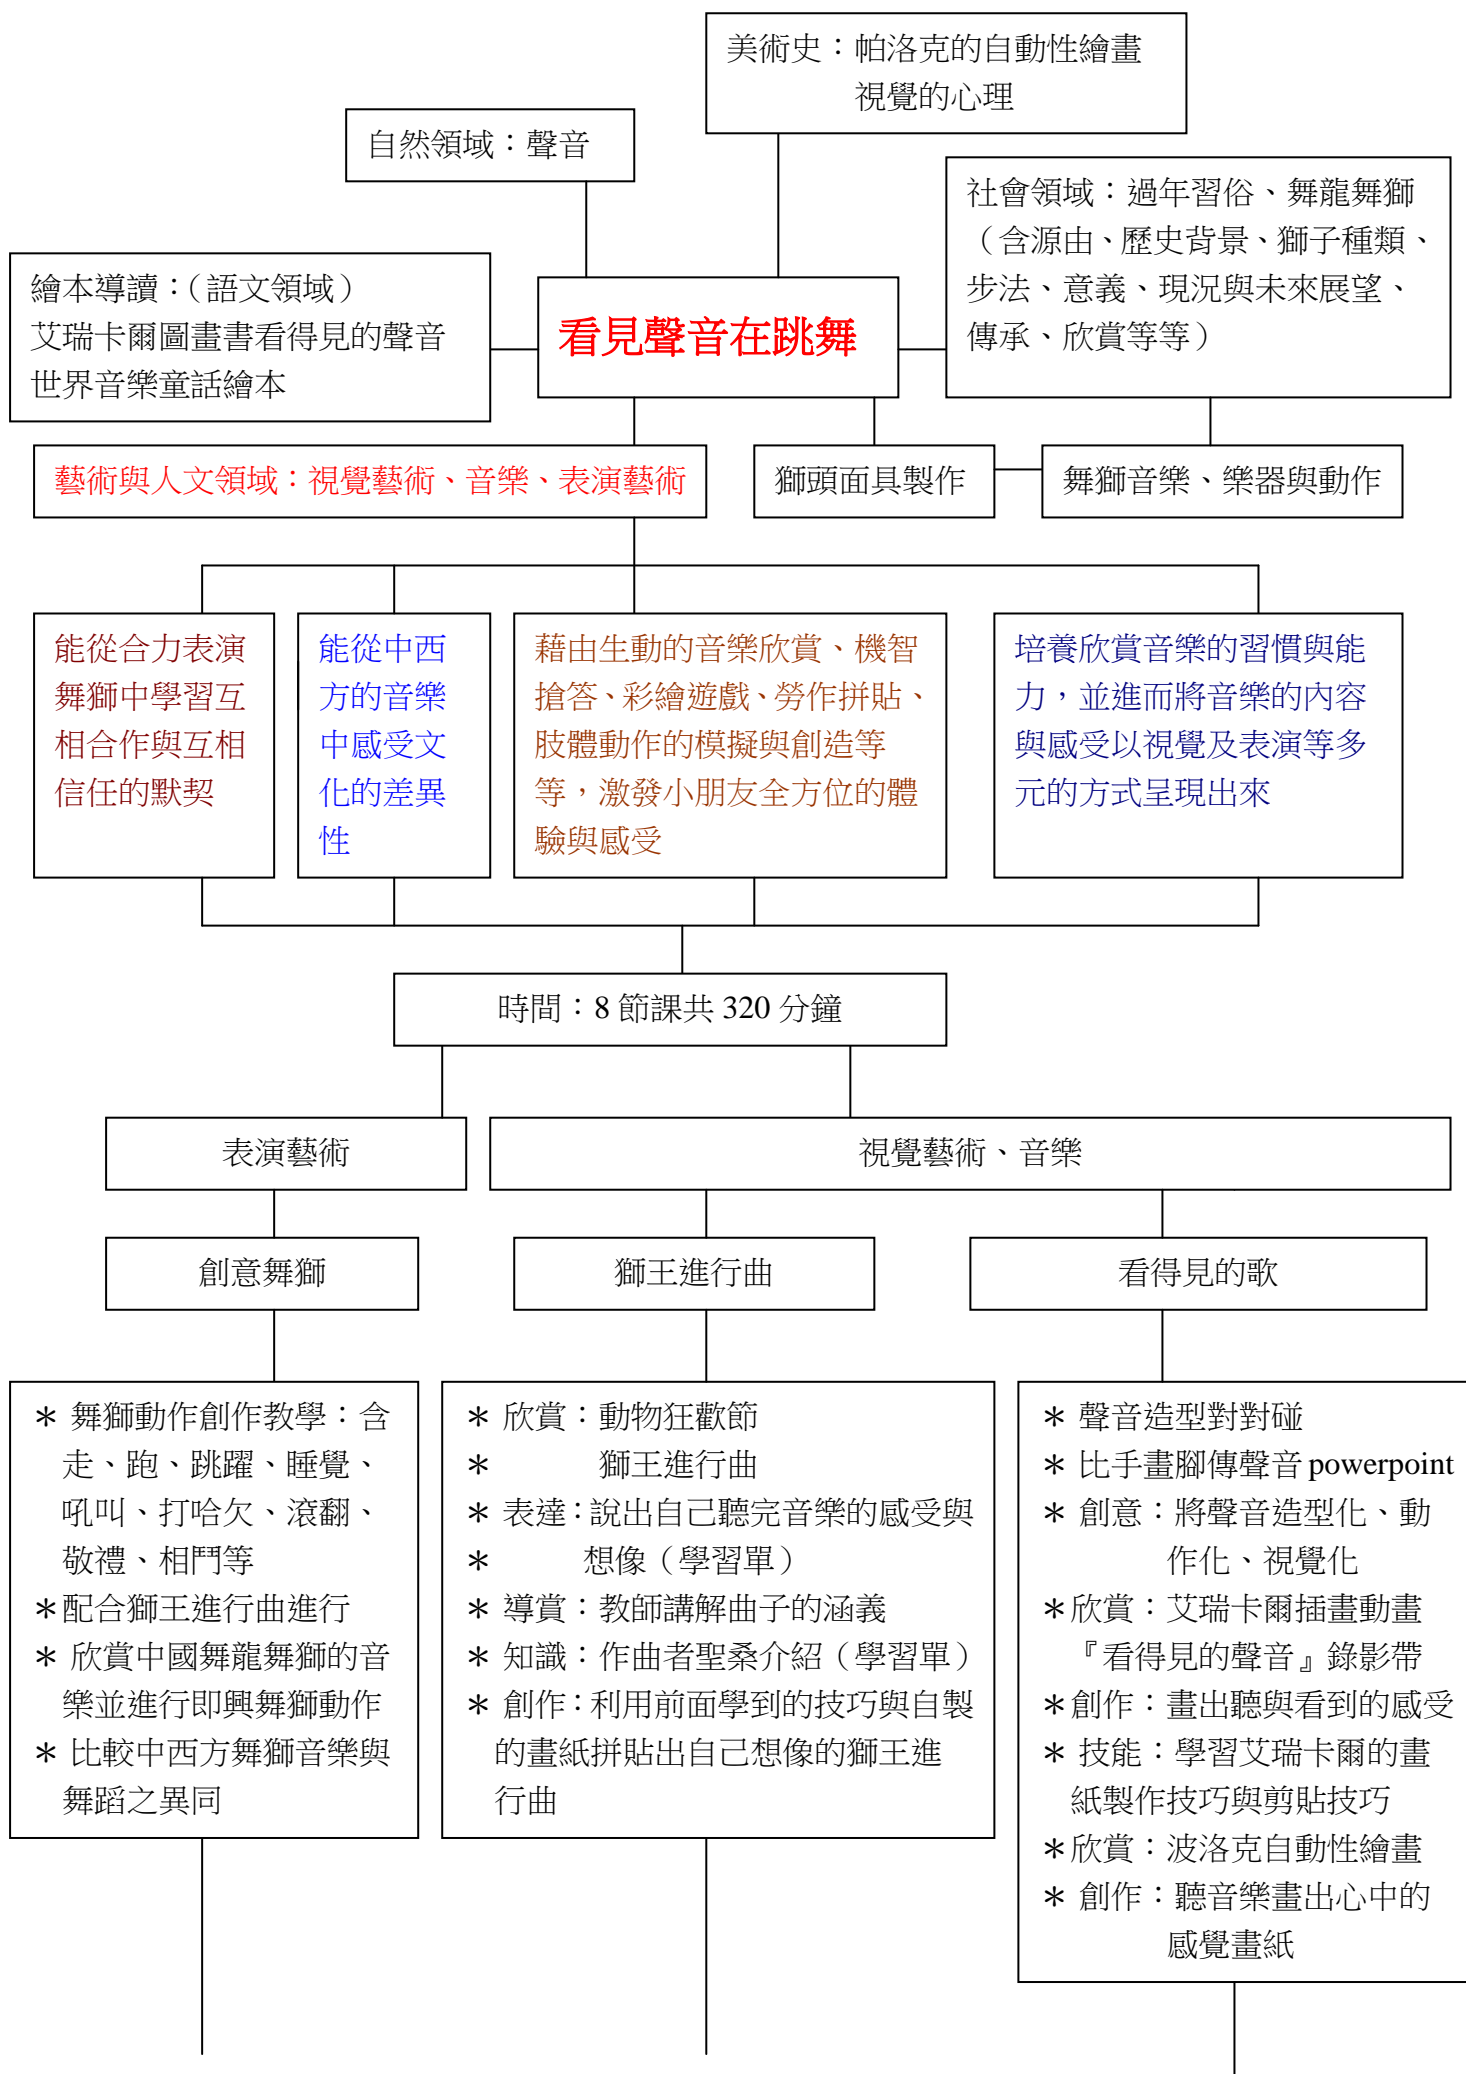 美術史：帕洛克的自動性繪畫
視覺的心理
自然領域：聲音
社會領域：過年習俗、舞龍舞獅
（含源由、歷史背景、獅子種類、
步法、意義、現況與未來展望、
傳承、欣賞等等）
繪本導讀：（語文領域）
艾瑞卡爾圖畫書看得見的聲音
世界音樂童話繪本
看見聲音在跳舞
藝術與人文領域：視覺藝術、音樂、表演藝術
獅頭面具製作
舞獅音樂、樂器與動作
能從合力表演
舞獅中學習互
相合作與互相
信任的默契
能從中西
方的音樂
中感受文
化的差異
性
藉由生動的音樂欣賞、機智
搶答、彩繪遊戲、勞作拼貼、
肢體動作的模擬與創造等
等，激發小朋友全方位的體
驗與感受
培養欣賞音樂的習慣與能
力，並進而將音樂的內容
與感受以視覺及表演等多
元的方式呈現出來
時間：8 節課共 320 分鐘
表演藝術
視覺藝術、音樂
創意舞獅
獅王進行曲
看得見的歌
＊ 舞獅動作創作教學：含
走、跑、跳躍、睡覺、
吼叫、打哈欠、滾翻、
敬禮、相鬥等
＊配合獅王進行曲進行
＊ 欣賞中國舞龍舞獅的音
樂並進行即興舞獅動作
＊ 比較中西方舞獅音樂與
舞蹈之異同
＊ 欣賞：動物狂歡節
＊ 獅王進行曲
＊ 表達：說出自己聽完音樂的感受與
＊ 想像（學習單）
＊ 導賞：教師講解曲子的涵義
＊ 知識：作曲者聖桑介紹（學習單）
＊ 創作：利用前面學到的技巧與自製
的畫紙拼貼出自己想像的獅王進
行曲
＊ 聲音造型對對碰
＊ 比手畫腳傳聲音 powerpoint
＊ 創意：將聲音造型化、動
作化、視覺化
＊欣賞：艾瑞卡爾插畫動畫
『看得見的聲音』錄影帶
＊創作：畫出聽與看到的感受
＊ 技能：學習艾瑞卡爾的畫
紙製作技巧與剪貼技巧
＊欣賞：波洛克自動性繪畫
＊ 創作：聽音樂畫出心中的
感覺畫紙